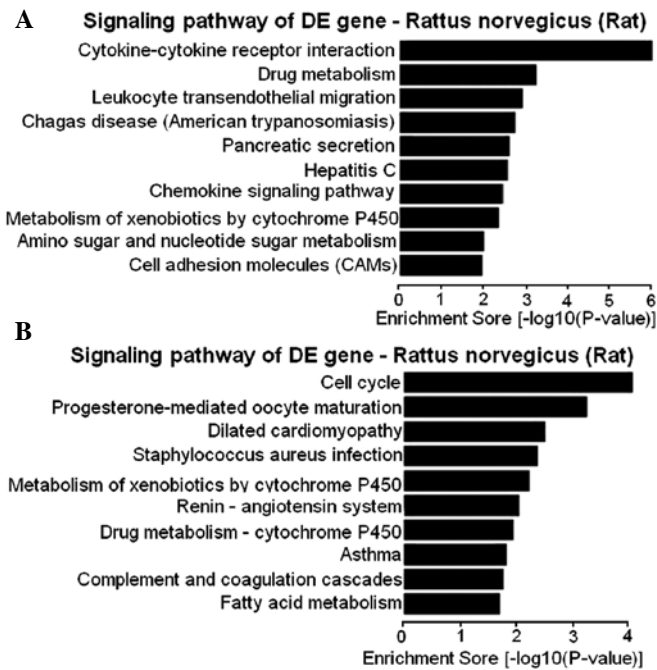 A
Signaling pathway of DE gene - Rattus norvegicus (Rat)
Cytokine-cytokine receptor interaction
Drug metabolism
Leukocyte transendothelial migration
Chagas disease (American trypanosomiasis)
Pancreatic secretion
Hepatitis C
Chemokine signaling pathway
Metabolism of xenobiotics by cytochrome P450
Amino sugar and nucleotide sugar metabolism
Cell adhesion molecules (CAMs)
0 1 2 3 4 5 6
Enrichment Sore [-log10(P-value)]
B
Signaling pathway of DE gene - Rattus norvegicus (Rat)
Cell cycle
Progesterone-mediated oocyte maturation
Dilated cardiomyopathy
Staphylococcus aureus infection
Metabolism of xenobiotics by cytochrome P450
Renin - angiotensin system
Drug metabolism - cytochrome P450
Asthma
Complement and coagulation cascades
Fatty acid metabolism
0 1 2 3 4
Enrichment Sore [-log10(P-value)]